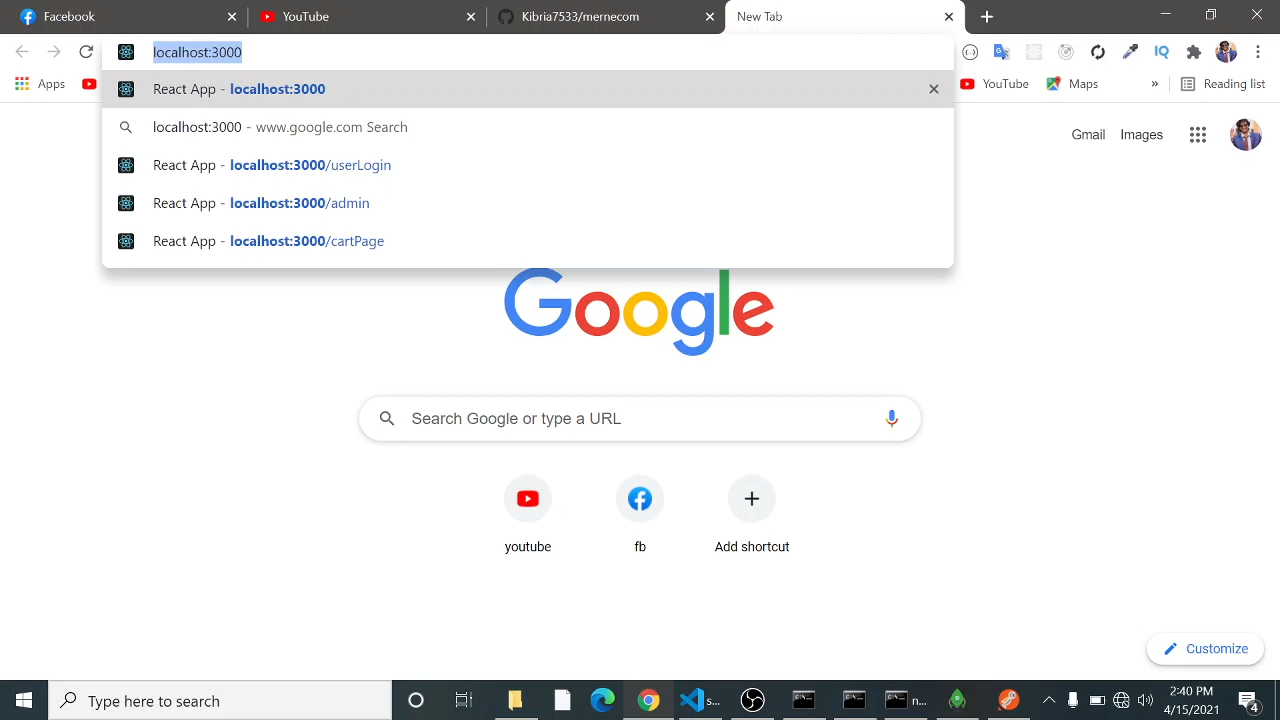 Facebook
YouTube
Kibria7533/mernecom
New Tab
localhost:3000
Apps
YouTube
Maps
»
Reading list
React App - localhost:3000
localhost:3000 - www.google.com Search
React App - localhost:3000/userLogin
React App - localhost:3000/admin
React App - localhost:3000/cartPage
Gmail
Images
Google
Search Google or type a URL
youtube
fb
Add shortcut
Customize
Type here to search
s...
n...
2:40 PM
4/15/2021
4